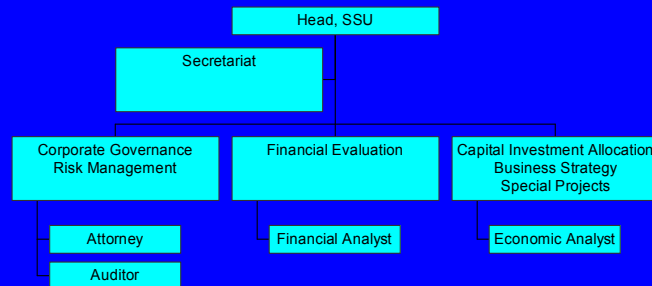 Head, SSU
Secretariat
Corporate Governance
Risk Management
Financial Evaluation
Capital Investment Allocation
Business Strategy
Special Projects
Attorney
Financial Analyst
Economic Analyst
Auditor